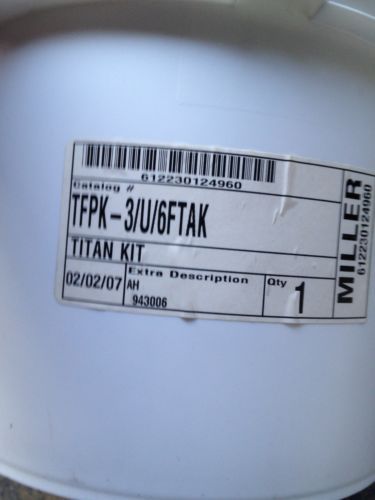 612230124960
Catalog #
TFPK-3/U/6FTAK
TITAN KIT
02/02/07
Extra Description
AH
943006
Qty
1
MILLER
612230124960